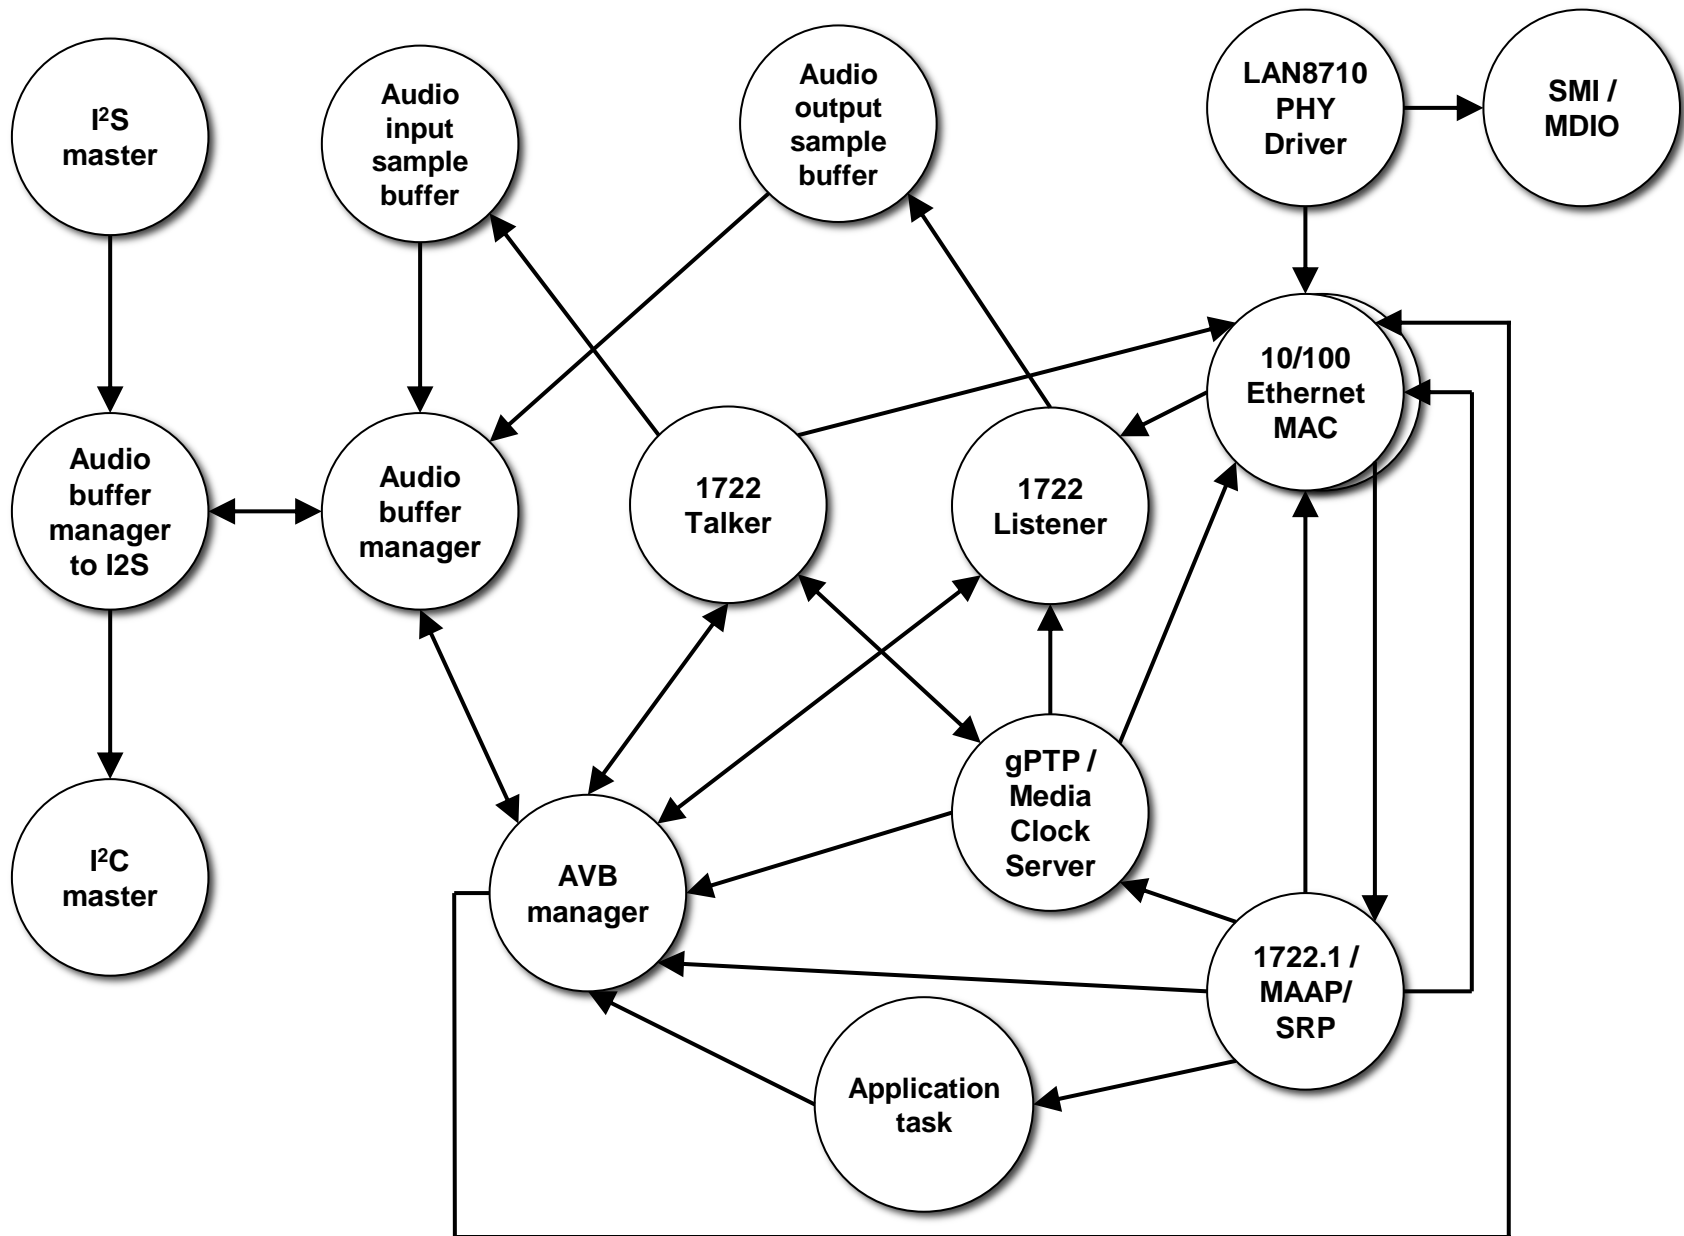 I²S
master
Audio
input
sample
buffer
Audio
output
sample
buffer
LAN8710
PHY
Driver
SMI /
MDIO
10/100
Ethernet
MAC
Audio
buffer
manager
to I2S
Audio
buffer
manager
1722
Talker
1722
Listener
gPTP /
Media
Clock
Server
I²C
master
AVB
manager
1722.1 /
MAAP/
SRP
Application
task